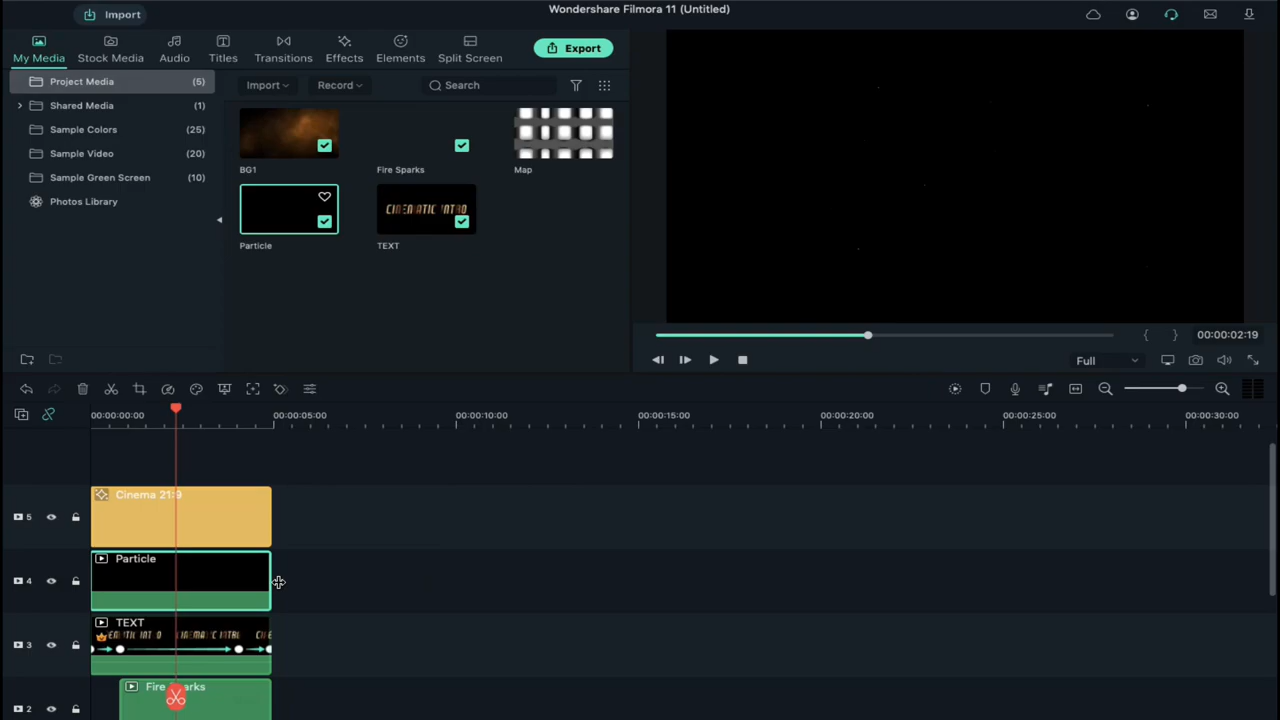 Import
Wondershare Filmora 11 (Untitled)
My Media
Stock Media
Audio
Titles
Transitions
Effects
Elements
Split Screen
Export
Project Media (5)
Shared Media (1)
Sample Colors (25)
Sample Video (20)
Sample Green Screen (10)
Photos Library
Import
Record
Search
BG1
Fire Sparks
Map
CINEMATIC INTRO
Particle
TEXT
00:00:02:19
Full
00:00:00:00
00:00:05:00
00:00:10:00
00:00:15:00
00:00:20:00
00:00:25:00
00:00:30:00
5
Cinema 21:9
4
Particle
3
TEXT
CINEMATIC INTRO
2